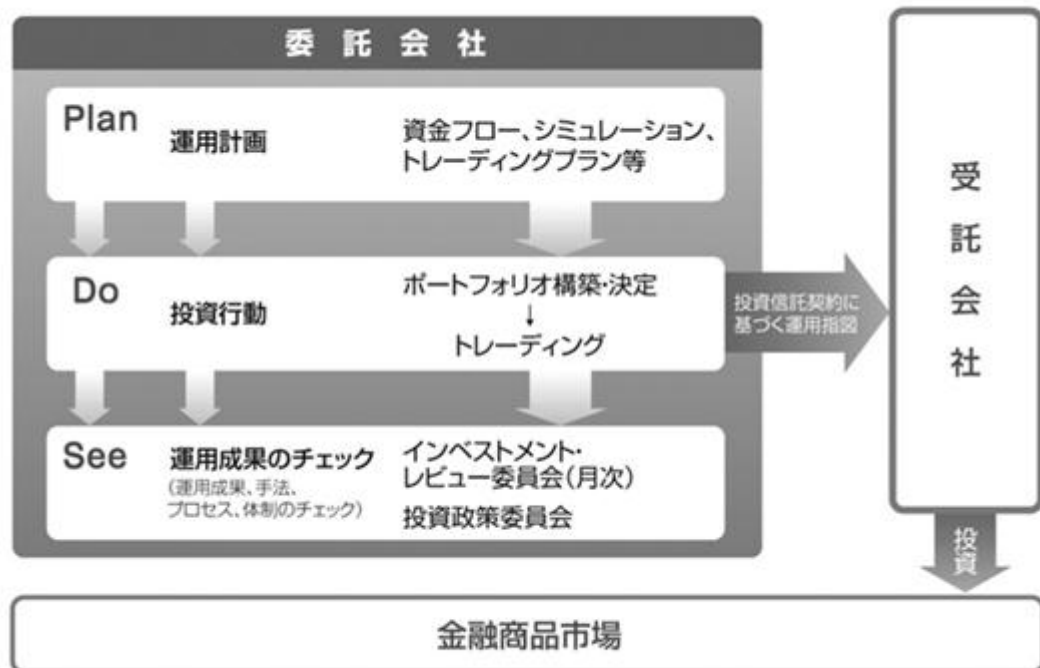 委託会社
Plan
運用計画
資金フロー、シミュレーション、
トレーディングプラン等
Do
投資行動
ポートフォリオ構築・決定
↓
トレーディング
See
運用成果のチェック
(運用成果、手法、
プロセス、体制のチェック)
インベストメント・
レビュー委員会(月次)
投資政策委員会
投資信託契約に
基づく運用指図
受託会社
投資
金融商品市場